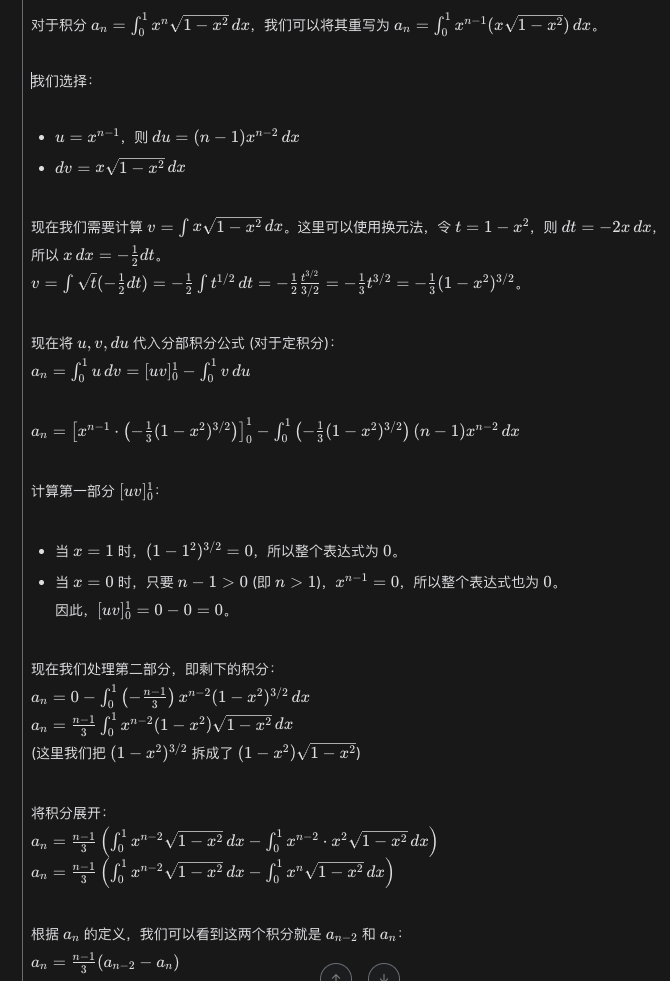 对于积分 $a_n = \int_0^1 x^n \sqrt{1-x^2}\, dx$，我们可以将其重写为 $a_n = \int_0^1 x^{n-1}(x\sqrt{1-x^2})\, dx$。
我们选择：
• $u = x^{n-1}$，则 $du = (n-1)x^{n-2}\, dx$
• $dv = x\sqrt{1-x^2}\, dx$
现在我们需要计算 $v = \int x\sqrt{1-x^2}\, dx$。这里可以使用换元法，令 $t = 1-x^2$，则 $dt = -2x\, dx$，
所以 $x\, dx = -\frac{1}{2}dt$。
$v = \int \sqrt{t}(-\frac{1}{2}dt) = -\frac{1}{2}\int t^{1/2}\, dt = -\frac{1}{2}\frac{t^{3/2}}{3/2} = -\frac{1}{3}t^{3/2} = -\frac{1}{3}(1-x^2)^{3/2}$。
现在将 $u, v, du$ 代入分部积分公式 (对于定积分)：
$a_n = \int_0^1 u\, dv = [uv]_0^1 - \int_0^1 v\, du$
$a_n = \left[x^{n-1} \cdot \left(-\frac{1}{3}(1-x^2)^{3/2}\right)\right]_0^1 - \int_0^1 \left(-\frac{1}{3}(1-x^2)^{3/2}\right)(n-1)x^{n-2}\, dx$
计算第一部分 $[uv]_0^1$：
• 当 $x = 1$ 时，$(1-1^2)^{3/2} = 0$，所以整个表达式为 $0$。
• 当 $x = 0$ 时，只要 $n-1 > 0$ (即 $n > 1$)，$x^{n-1} = 0$，所以整个表达式也为 $0$。
因此，$[uv]_0^1 = 0 - 0 = 0$。
现在我们处理第二部分，即剩下的积分：
$a_n = 0 - \int_0^1 \left(-\frac{n-1}{3}\right) x^{n-2}(1-x^2)^{3/2}\, dx$
$a_n = \frac{n-1}{3}\int_0^1 x^{n-2}(1-x^2)\sqrt{1-x^2}\, dx$
(这里我们把 $(1-x^2)^{3/2}$ 拆成了 $(1-x^2)\sqrt{1-x^2}$)
将积分展开：
$a_n = \frac{n-1}{3}\left(\int_0^1 x^{n-2}\sqrt{1-x^2}\, dx - \int_0^1 x^{n-2} \cdot x^2\sqrt{1-x^2}\, dx\right)$
$a_n = \frac{n-1}{3}\left(\int_0^1 x^{n-2}\sqrt{1-x^2}\, dx - \int_0^1 x^n\sqrt{1-x^2}\, dx\right)$
根据 $a_n$ 的定义，我们可以看到这两个积分就是 $a_{n-2}$ 和 $a_n$：
$a_n = \frac{n-1}{3}(a_{n-2} - a_n)$